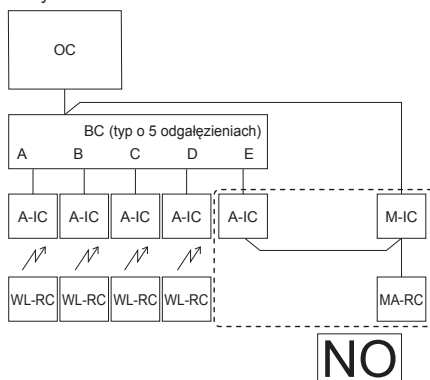 OC
BC (typ o 5 odgałęzieniach)
A B C D E
A-IC A-IC A-IC A-IC A-IC M-IC
WL-RC WL-RC WL-RC WL-RC MA-RC
NO